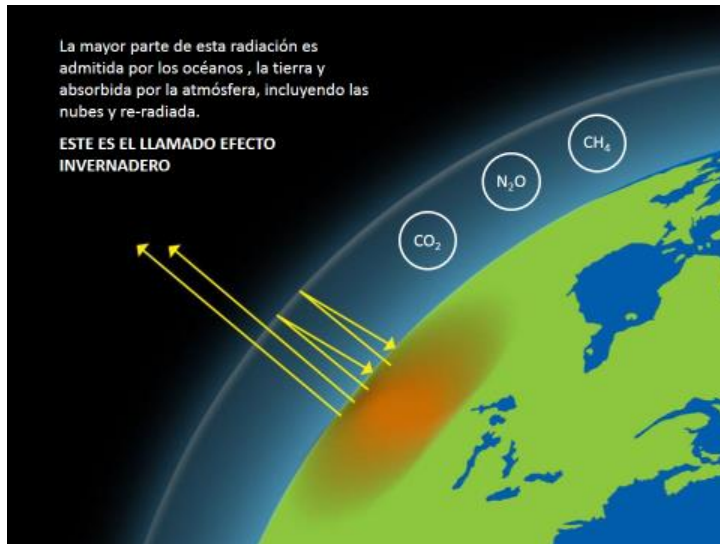 La mayor parte de esta radiación es
admitida por los océanos , la tierra y
absorbida por la atmósfera, incluyendo las
nubes y re-radiada.
ESTE ES EL LLAMADO EFECTO
INVERNADERO
CH₄
N₂O
CO₂